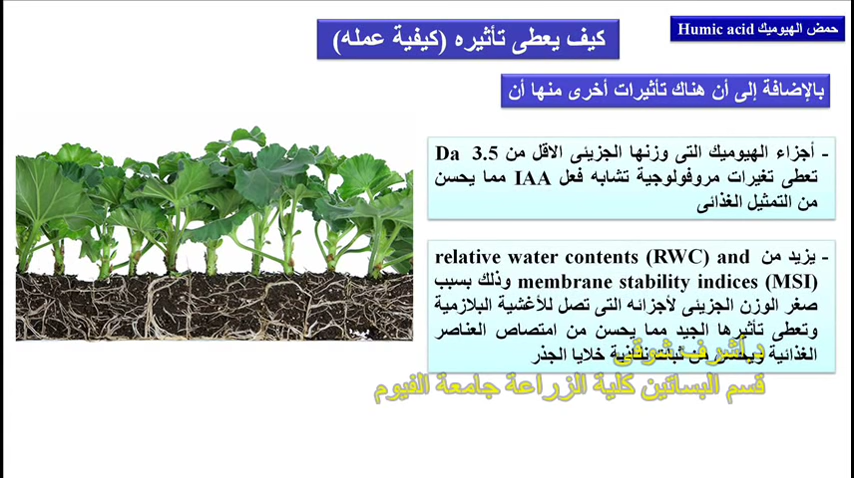 حمض الهيوميك Humic acid
كيف يعطى تأثيره (كيفية عمله)
بالإضافة إلى أن هناك تأثيرات أخرى منها أن
- أجزاء الهيوميك التى وزنها الجزيئى الاقل من 3.5 Da
تعطى تغيرات مروفولوجية تشابه فعل IAA مما يحسن
من التمثيل الغذائى
- يزيد من relative water contents (RWC) and
membrane stability indices (MSI) وذلك بسبب
صغر الوزن الجزيئى لأجزائه التى تصل للأغشية البلازمية
وتعطى تأثيرها الجيد مما يحسن من امتصاص العناصر
الغذائية خلايا الجذر
د.أشرف شوقى
قسم البساتين كلية الزراعة جامعة الفيوم